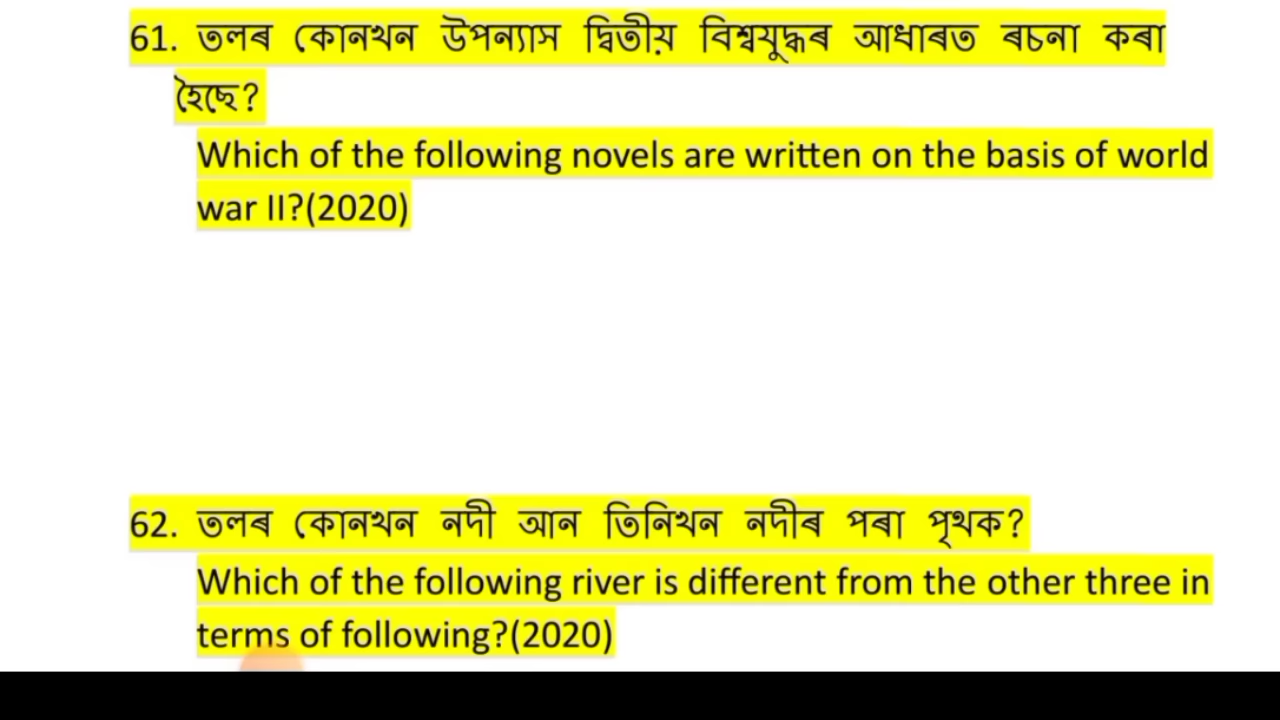 61. তলৰ কোনখন উপন্যাস দ্বিতীয় বিশ্বযুদ্ধৰ আধাৰত ৰচনা কৰা
হৈছে?
Which of the following novels are written on the basis of world
war II?(2020)
62. তলৰ কোনখন নদী আন তিনিখন নদীৰ পৰা পৃথক?
Which of the following river is different from the other three in
terms of following?(2020)